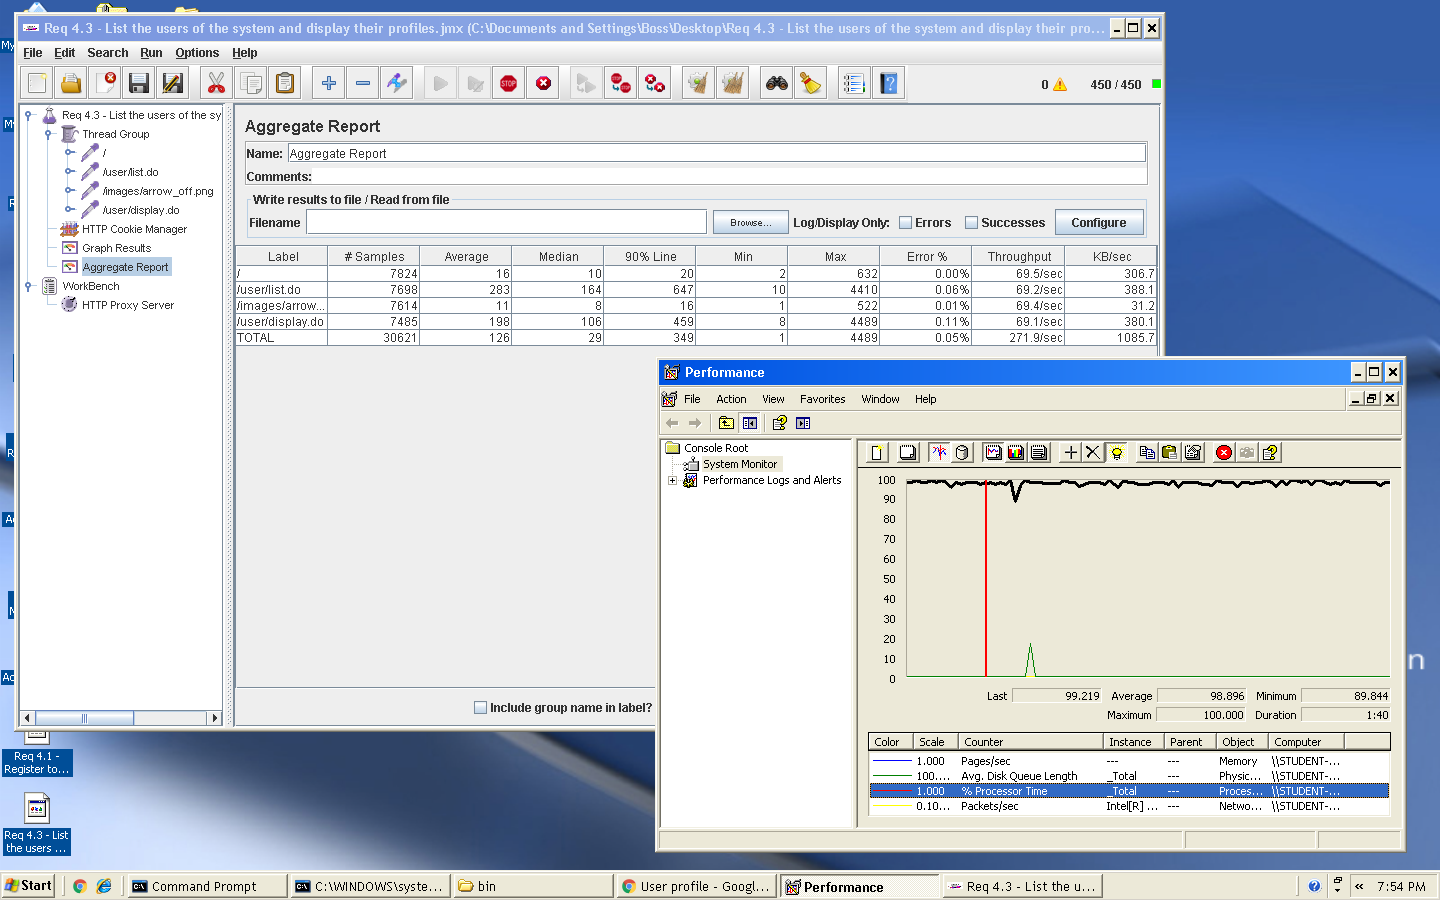 Req 4.3 - List the users of the system and display their profiles.jmx (C:\Documents and Settings\Boss\Desktop\Req 4.3 - List the users of the system and display their pro...
File Edit Search Run Options Help
STOP
0 450 / 450
Req 4.3 - List the users of the sy
Thread Group
/
/user/list.do
/images/arrow_off.png
/user/display.do
HTTP Cookie Manager
Graph Results
Aggregate Report
WorkBench
HTTP Proxy Server
Aggregate Report
Name: Aggregate Report
Comments:
Write results to file / Read from file
Filename Browse... Log/Display Only: Errors Successes Configure
Label # Samples Average Median 90% Line Min Max Error % Throughput KB/sec
/ 7824 16 10 20 2 632 0.00% 69.5/sec 306.7
/user/list.do 7698 283 164 647 10 4410 0.06% 69.2/sec 388.1
/images/arrow... 7614 11 8 16 1 522 0.01% 69.4/sec 31.2
/user/display.do 7485 198 106 459 8 4489 0.11% 69.1/sec 380.1
TOTAL 30621 126 29 349 1 4489 0.05% 271.9/sec 1085.7
Include group name in label?
Performance
File Action View Favorites Window Help
Console Root
System Monitor
Performance Logs and Alerts
100
90
80
70
60
50
40
30
20
10
0
Last 99.219 Average 98.896 Minimum 89.844
Maximum 100.000 Duration 1:40
Color Scale Counter Instance Parent Object Computer
1.000 Pages/sec --- --- Memory \\STUDENT-...
100.... Avg. Disk Queue Length _Total --- Physic... \\STUDENT-...
1.000 % Processor Time _Total --- Proces... \\STUDENT-...
0.10... Packets/sec Intel[R] ... --- Netwo... \\STUDENT-...
Req 4.1 -
Register to...
Req 4.3 - List
the users ...
Start Command Prompt C:\WINDOWS\syste... bin User profile - Googl... Performance Req 4.3 - List the u... « 7:54 PM